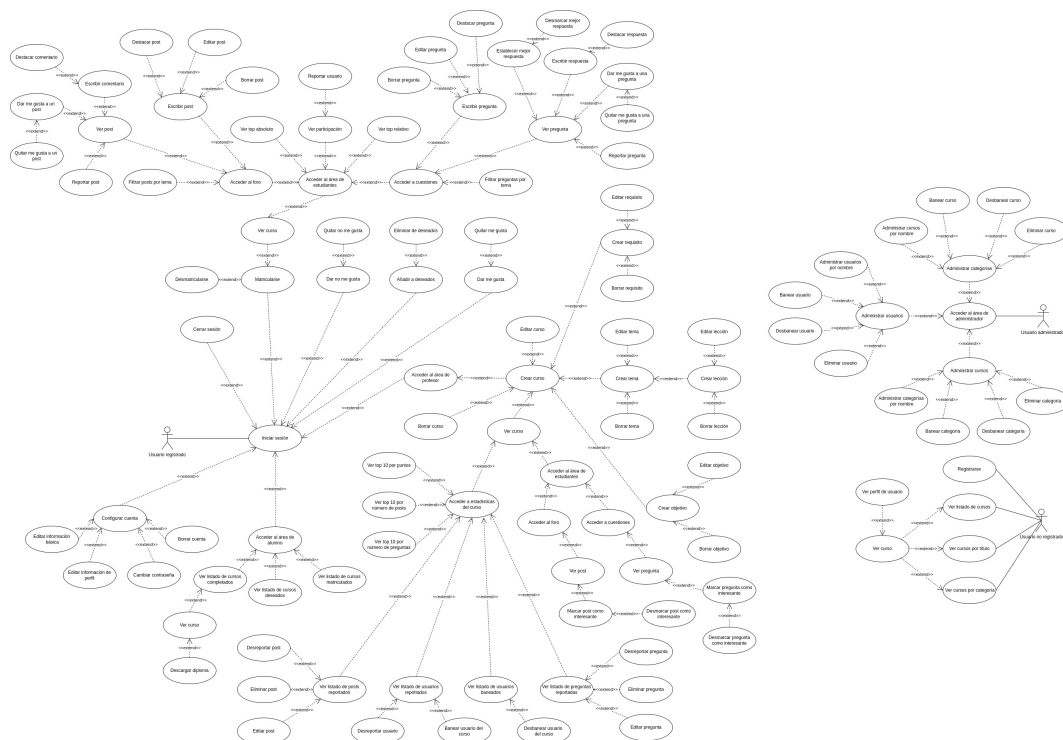 Destacar pregunta
Desmarcar mejor
respuesta
Destacar post
Editar post
Editar pregunta
Establecer mejor
respuesta
Destacar respuesta
Destacar comentario
Escribir comentario
Borrar post
Reportar usuario
Borrar pregunta
Escribir respuesta
Dar me gusta a una
pregunta
Dar me gusta a un
post
Escribir post
Escribir pregunta
Quitar me gusta a una
pregunta
Ver post
Ver top absoluto
Ver participación
Ver top relativo
Ver pregunta
Quitar me gusta a un
post
Reportar post
Reportar pregunta
Filtrar posts por tema
Acceder al foro
Acceder al área de
estudiantes
Acceder a cuestiones
Filtrar preguntas por
tema
Editar requisito
Ver curso
Quitar no me gusta
Eliminar de deseados
Quitar me gusta
Crear requisito
Desmatricularse
Matricularse
Dar no me gusta
Añadir a deseados
Dar me gusta
Borrar requisito
Cerrar sesión
Editar curso
Editar tema
Editar lección
Acceder al área de
profesor
Crear curso
Crear tema
Crear lección
Borrar curso
Borrar tema
Borrar lección
Usuario registrado
Iniciar sesión
Ver curso
Ver top 10 por puntos
Acceder al área de
estudiantes
Editar objetivo
Ver top 10 por
número de posts
Acceder a estadísticas
del curso
Crear objetivo
Configurar cuenta
Acceder al foro
Acceder a cuestiones
Editar información
básica
Borrar cuenta
Acceder al área de
alumno
Ver top 10 por
número de preguntas
Borrar objetivo
Editar información de
perfil
Cambiar contraseña
Ver listado de cursos
completados
Ver listado de cursos
deseados
Ver listado de cursos
matriculados
Ver post
Ver pregunta
Marcar pregunta como
interesante
Ver curso
Marcar post como
interesante
Desmarcar post como
interesante
Desmarcar pregunta
como interesante
Descargar diploma
Desreportar post
Desreportar pregunta
Eliminar post
Ver listado de posts
reportados
Ver listado de usuarios
reportados
Ver listado de usuarios
baneados
Ver listado de preguntas
reportadas
Eliminar pregunta
Editar post
Desreportar usuario
Banear usuario del
curso
Desbanear usuario
del curso
Editar pregunta
Banear curso
Desbanear curso
Administrar cursos
por nombre
Eliminar curso
Administrar usuarios
por nombre
Administrar categorías
Banear usuario
Administrar usuarios
Acceder al área de
administrador
Usuario administrador
Desbanear usuario
Eliminar usuario
Administrar cursos
Administrar categorías
por nombre
Eliminar categoría
Banear categoría
Desbanear categoría
Registrarse
Ver perfil de usuario
Ver listado de cursos
Usuario no registrado
Ver curso
Ver cursos por título
Ver cursos por categoría